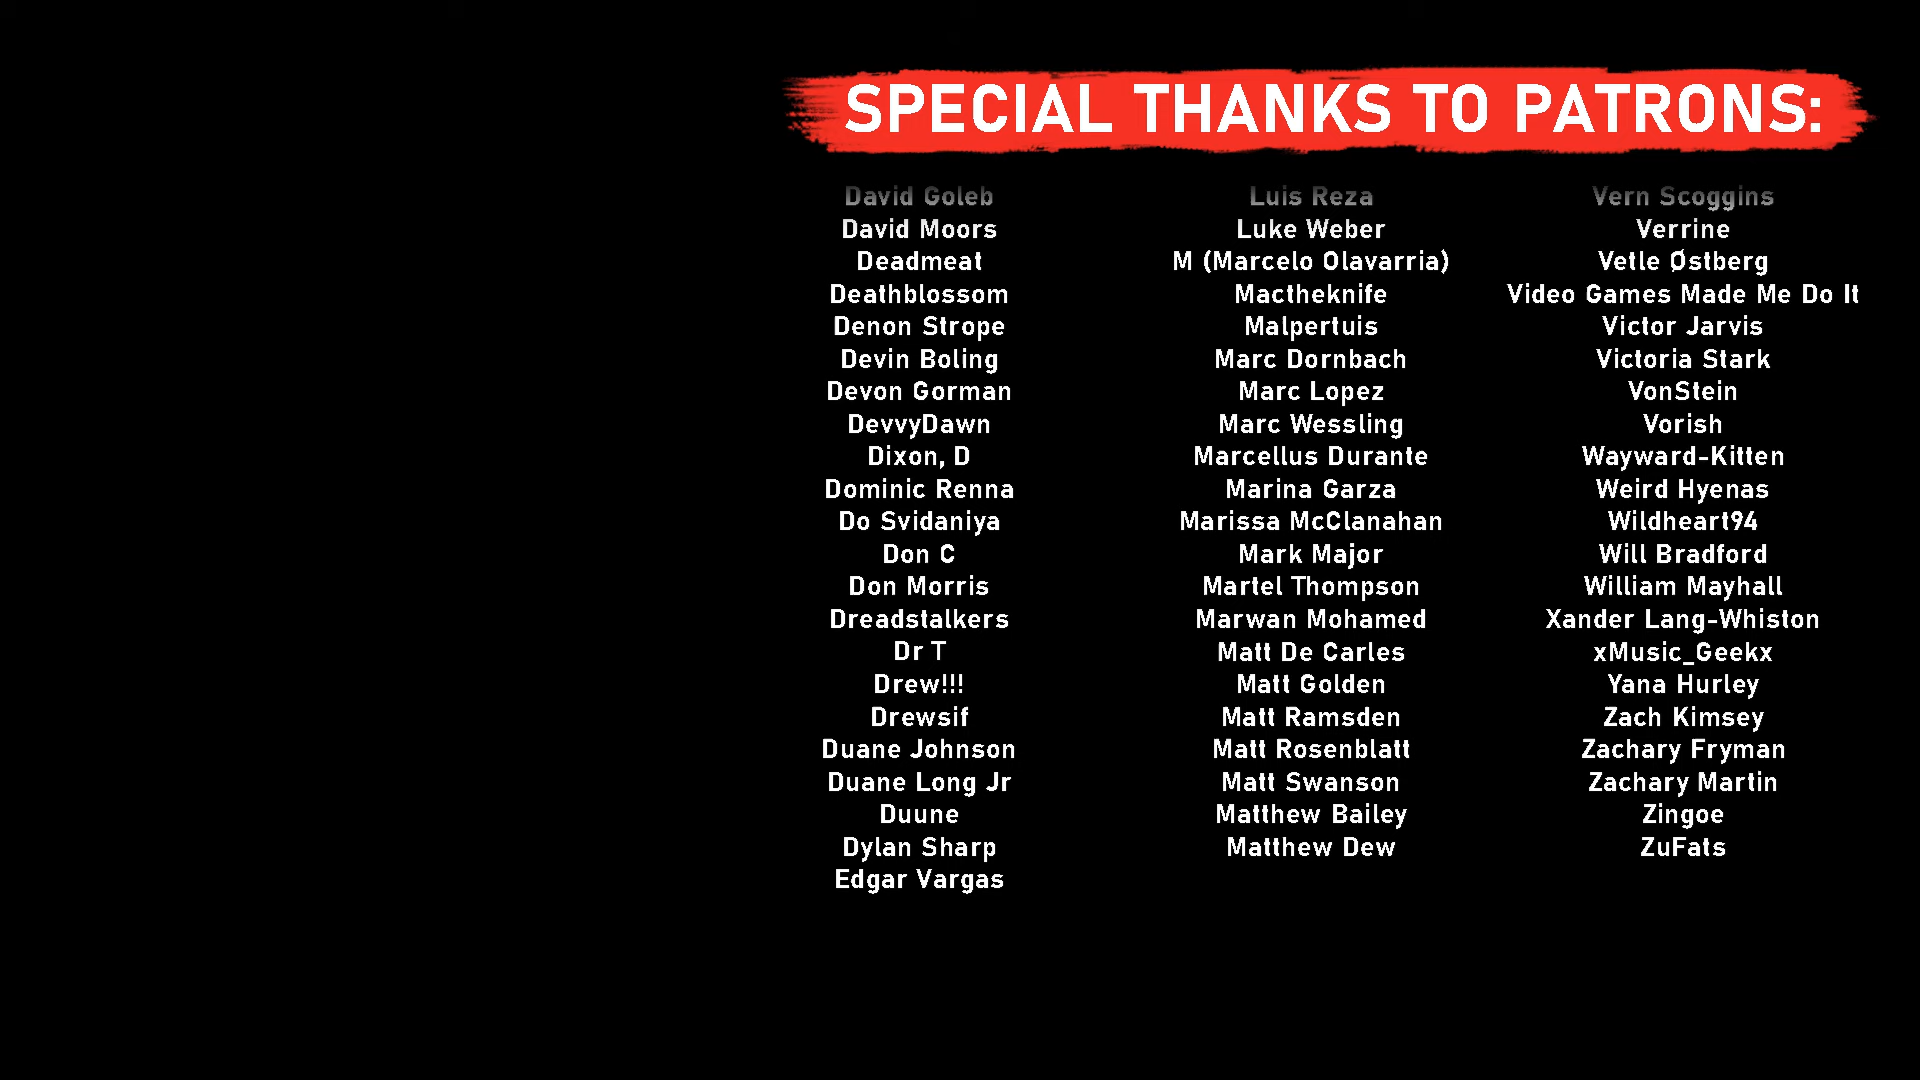 SPECIAL THANKS TO PATRONS:
David Goleb
David Moors
Deadmeat
Deathblossom
Denon Strope
Devin Boling
Devon Gorman
DevvyDawn
Dixon, D
Dominic Renna
Do Svidaniya
Don C
Don Morris
Dreadstalkers
Dr T
Drew!!!
Drewsif
Duane Johnson
Duane Long Jr
Duune
Dylan Sharp
Edgar Vargas
Luis Reza
Luke Weber
M (Marcelo Olavarria)
Mactheknife
Malpertuis
Marc Dornbach
Marc Lopez
Marc Wessling
Marcellus Durante
Marina Garza
Marissa McClanahan
Mark Major
Martel Thompson
Marwan Mohamed
Matt De Carles
Matt Golden
Matt Ramsden
Matt Rosenblatt
Matt Swanson
Matthew Bailey
Matthew Dew
Vern Scoggins
Verrine
Vetle Østberg
Video Games Made Me Do It
Victor Jarvis
Victoria Stark
VonStein
Vorish
Wayward-Kitten
Weird Hyenas
Wildheart94
Will Bradford
William Mayhall
Xander Lang-Whiston
xMusic_Geekx
Yana Hurley
Zach Kimsey
Zachary Fryman
Zachary Martin
Zingoe
ZuFats